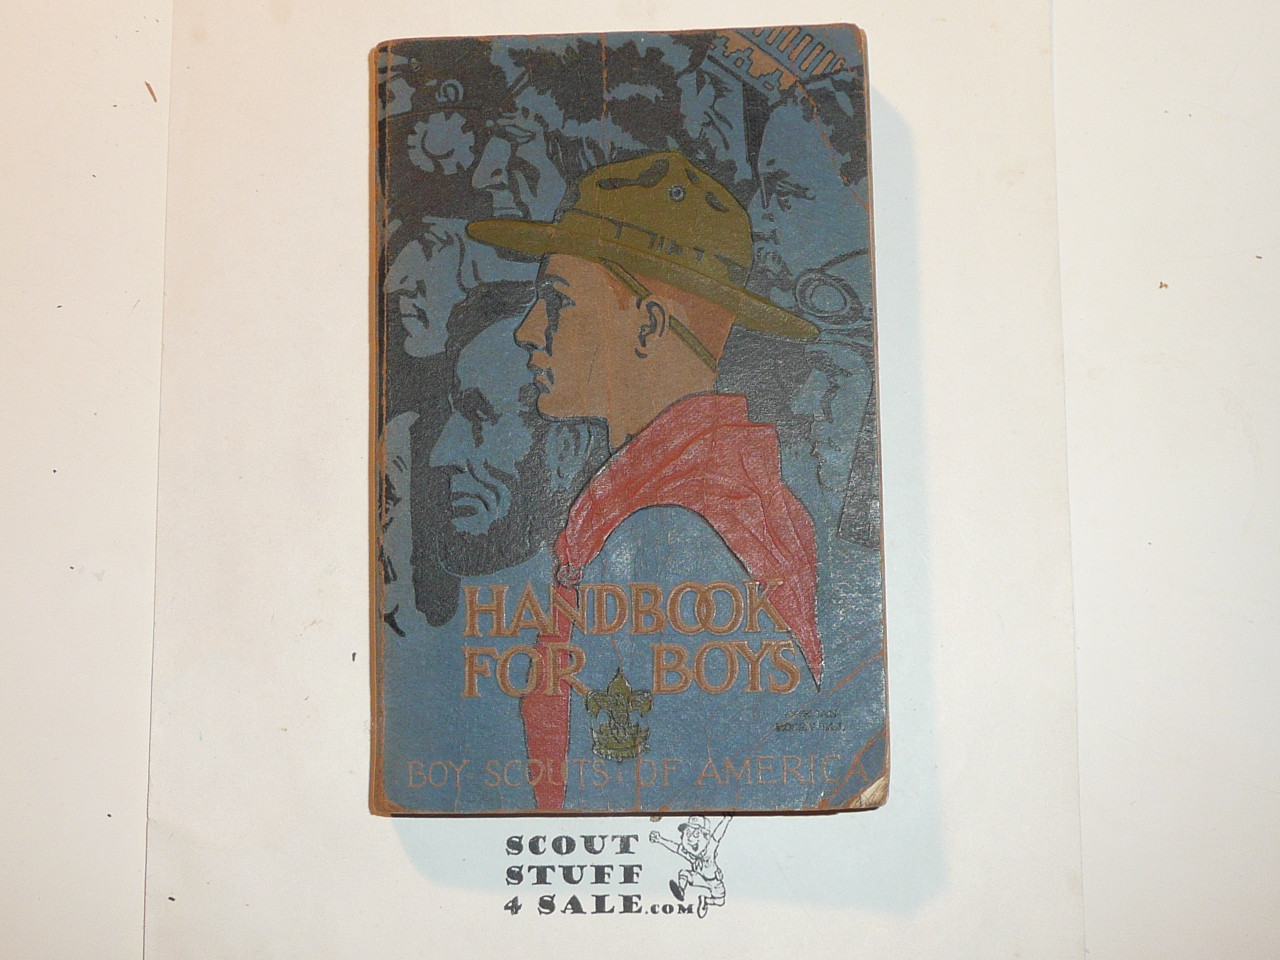 HANDBOOK
FOR BOYS
BOY SCOUTS OF AMERICA
SCOUT
STUFF
4 SALE.COM